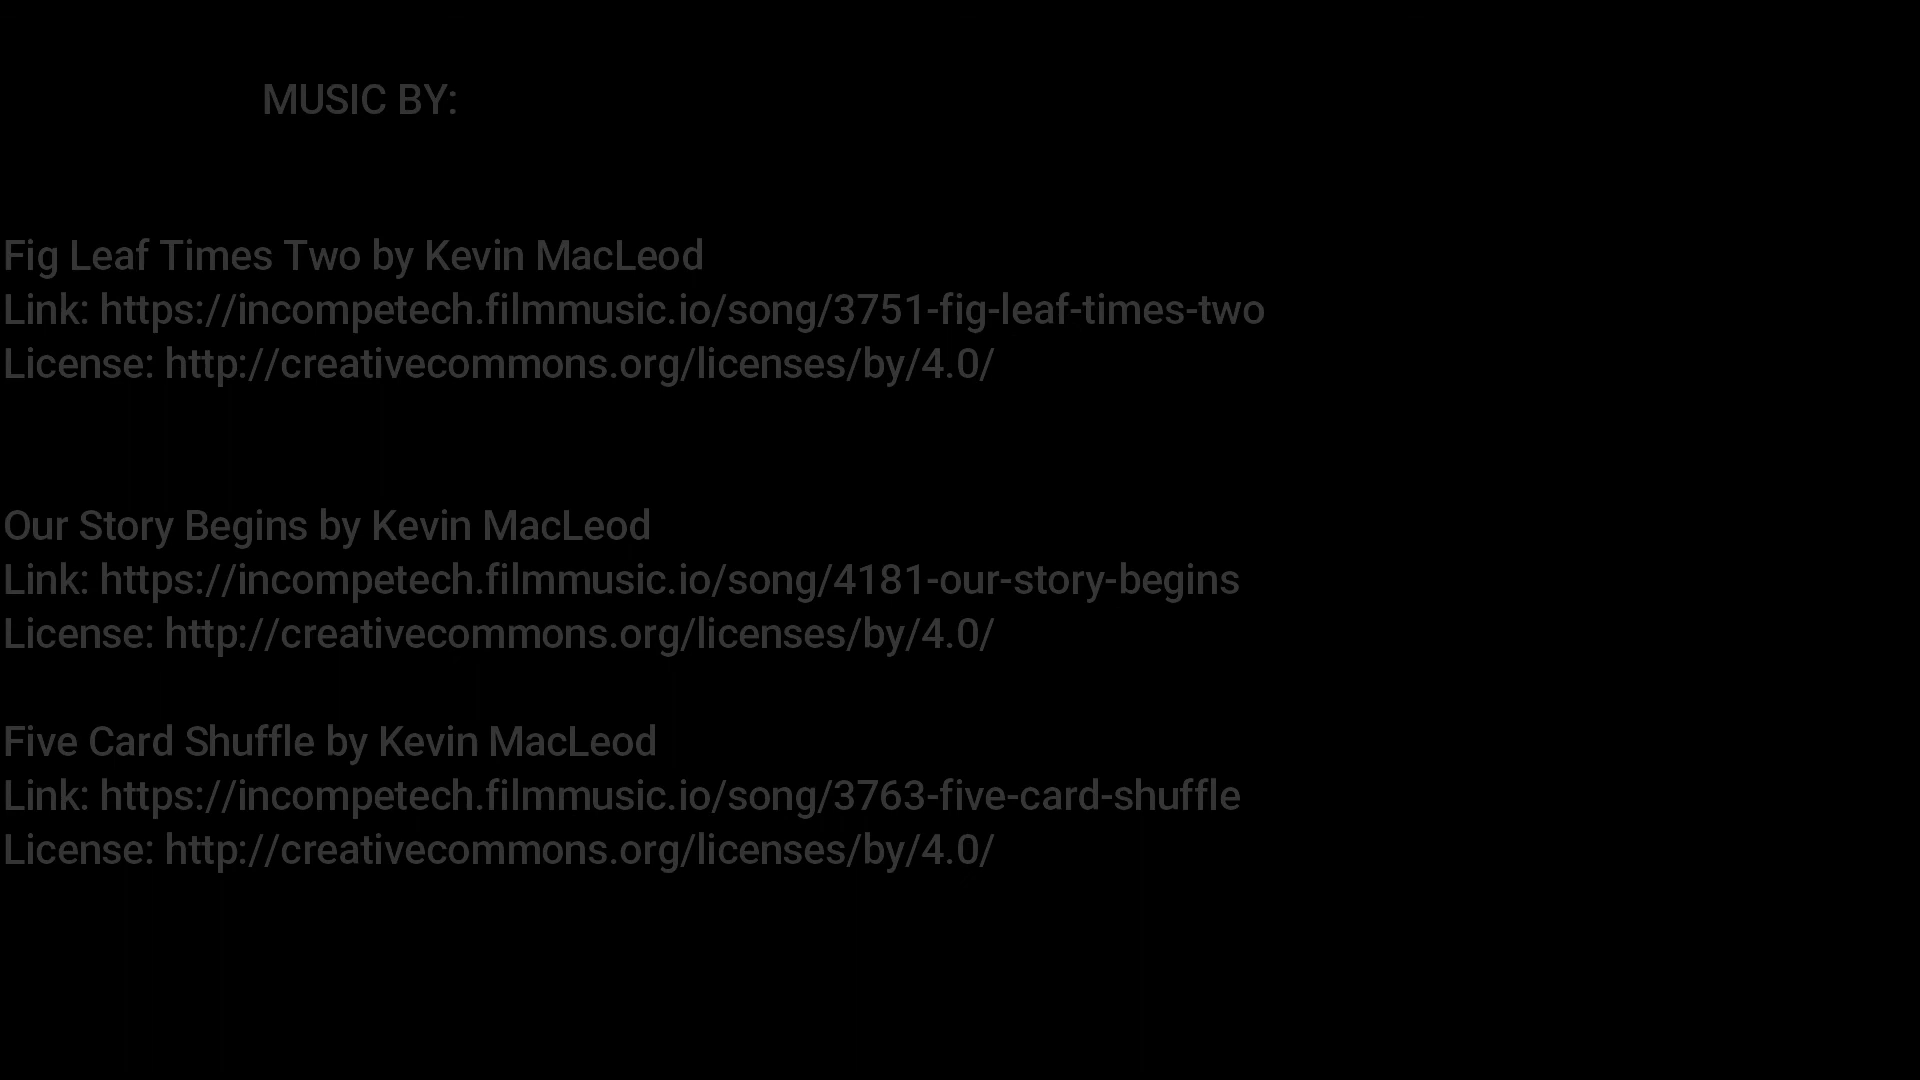 MUSIC BY:
Fig Leaf Times Two by Kevin MacLeod
Link: https://incompetech.filmmusic.io/song/3751-fig-leaf-times-two
License: http://creativecommons.org/licenses/by/4.0/
Our Story Begins by Kevin MacLeod
Link: https://incompetech.filmmusic.io/song/4181-our-story-begins
License: http://creativecommons.org/licenses/by/4.0/
Five Card Shuffle by Kevin MacLeod
Link: https://incompetech.filmmusic.io/song/3763-five-card-shuffle
License: http://creativecommons.org/licenses/by/4.0/